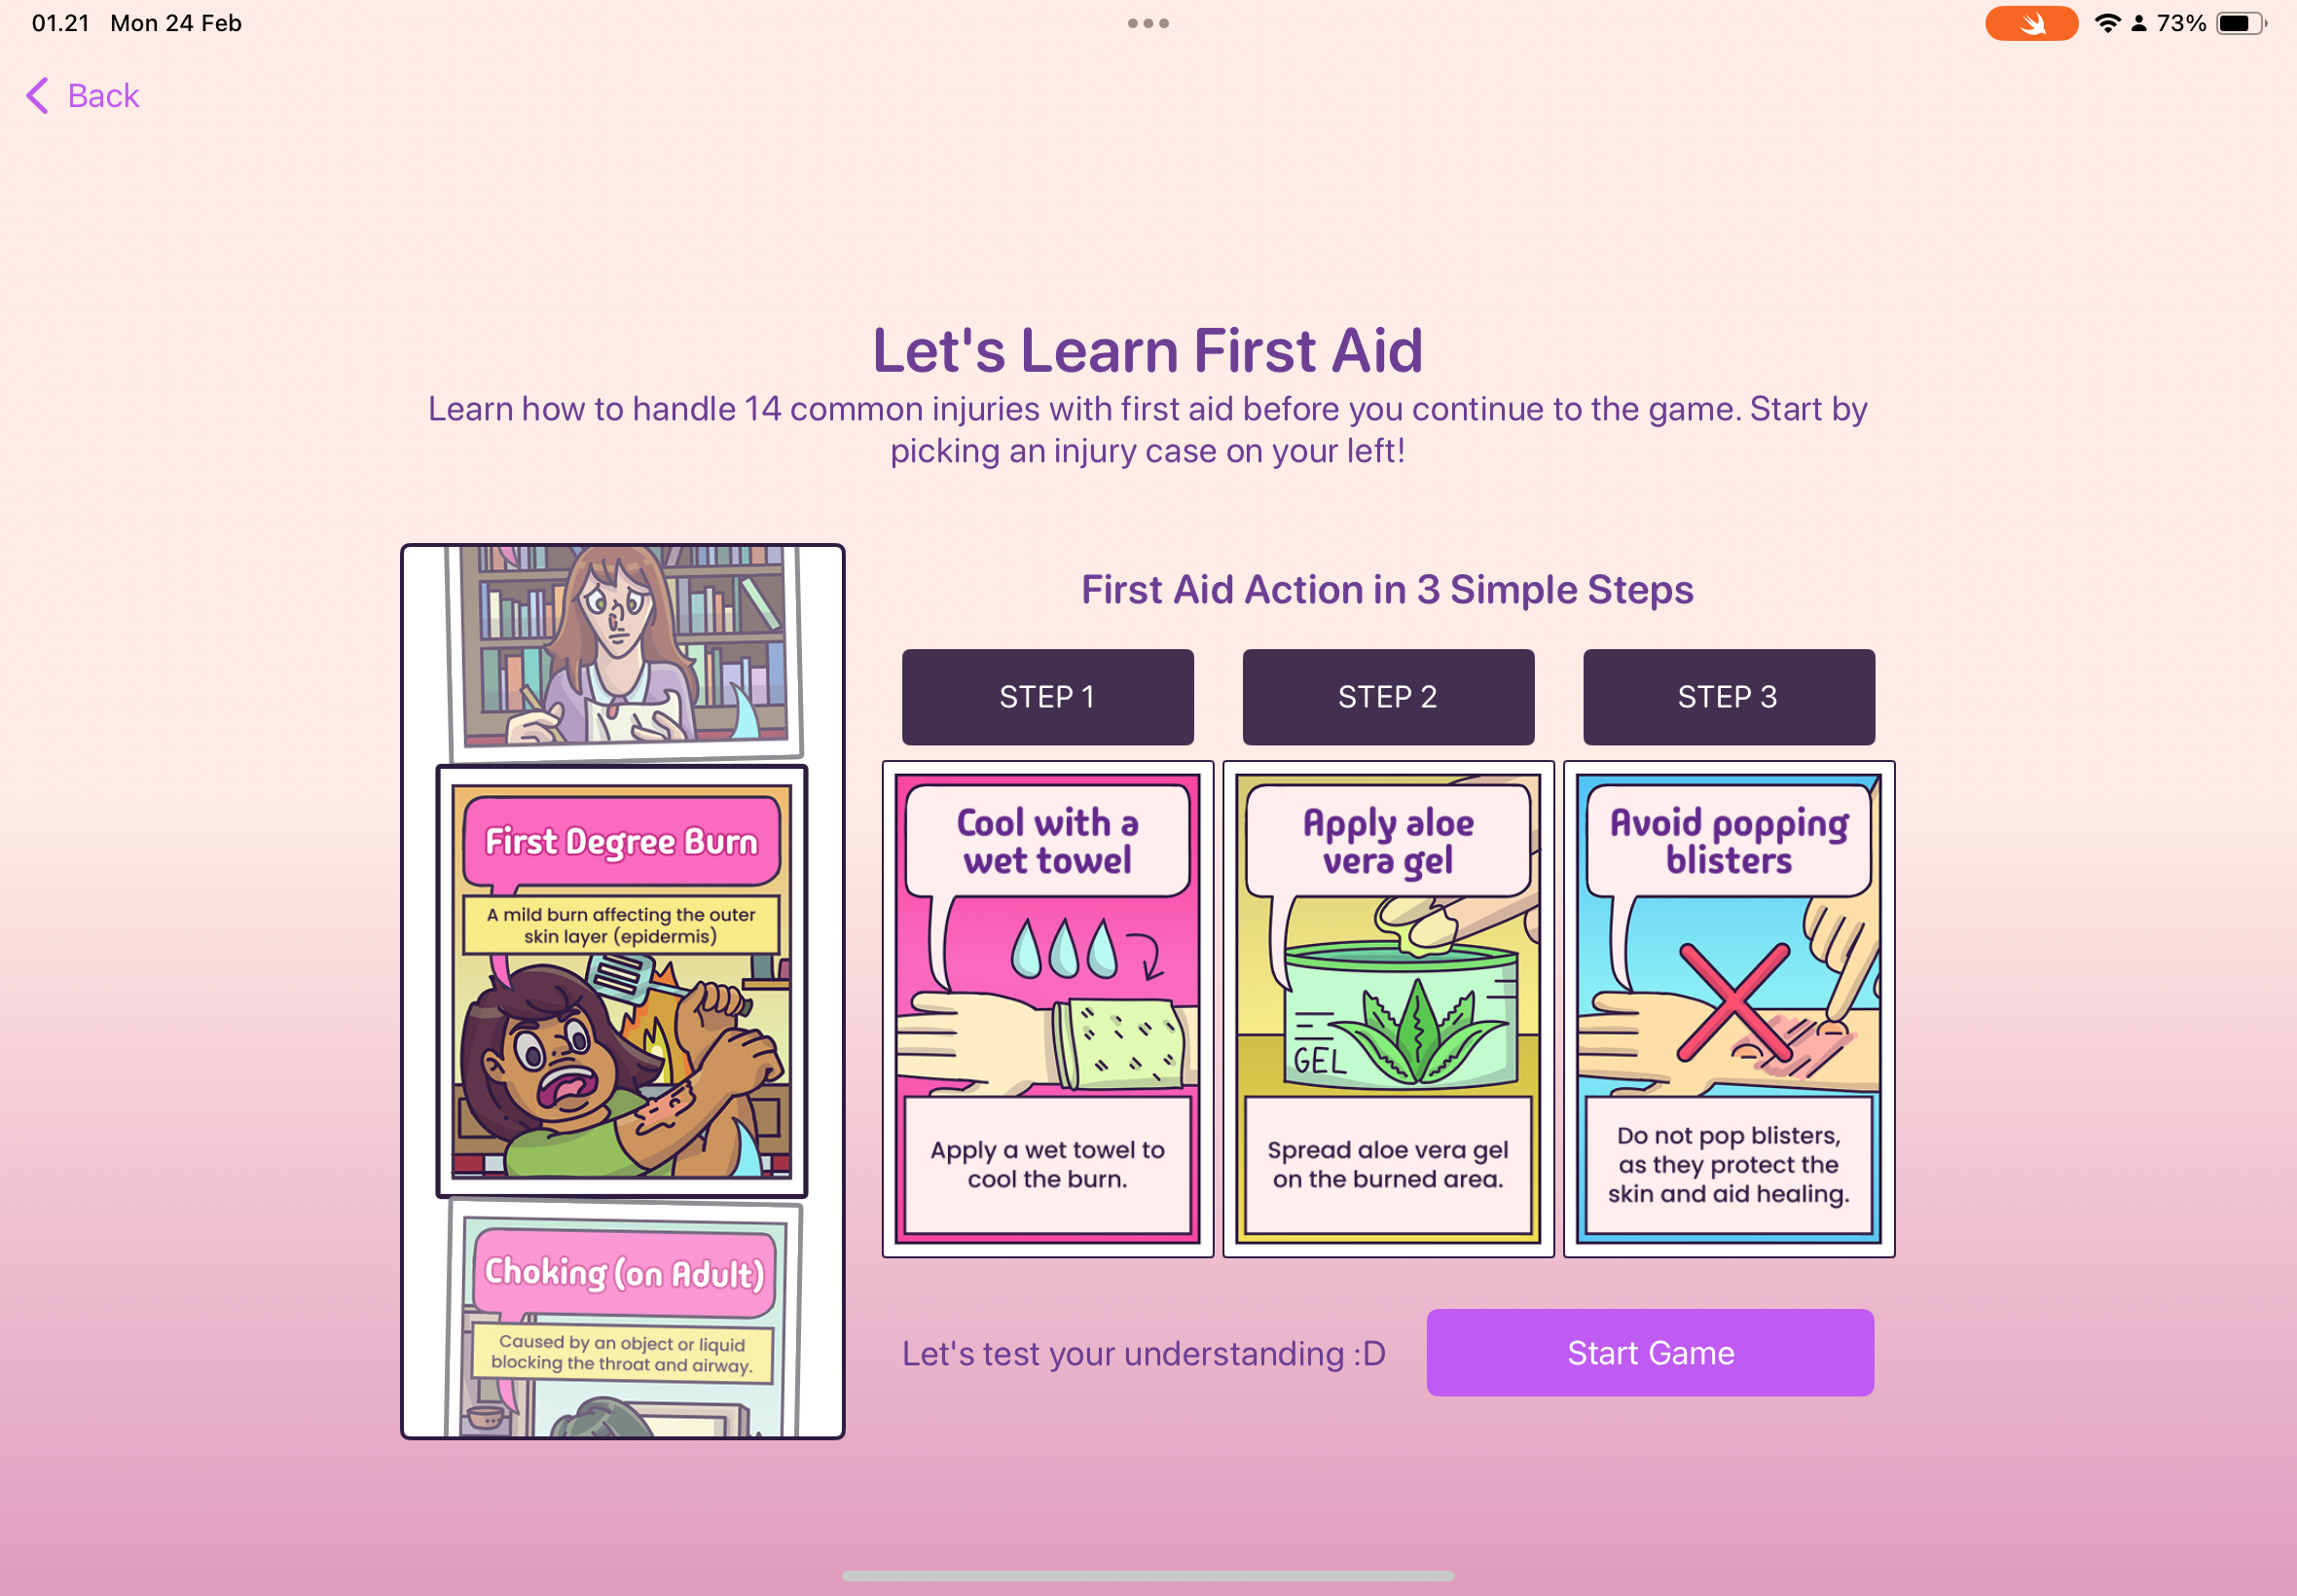 01.21 Mon 24 Feb
73%
Back
Let's Learn First Aid
Learn how to handle 14 common injuries with first aid before you continue to the game. Start by
picking an injury case on your left!
First Degree Burn
A mild burn affecting the outer
skin layer (epidermis)
Choking (on Adult)
Caused by an object or liquid
blocking the throat and airway.
First Aid Action in 3 Simple Steps
STEP 1
Cool with a
wet towel
Apply a wet towel to
cool the burn.
STEP 2
Apply aloe
vera gel
GEL
Spread aloe vera gel
on the burned area.
STEP 3
Avoid popping
blisters
Do not pop blisters,
as they protect the
skin and aid healing.
Let's test your understanding :D
Start Game